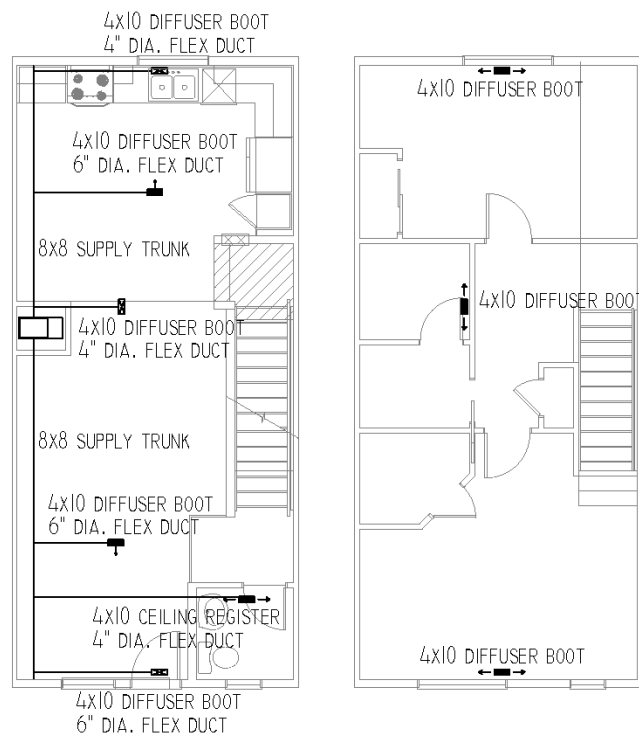 4x10 DIFFUSER BOOT
4" DIA. FLEX DUCT
4x10 DIFFUSER BOOT
6" DIA. FLEX DUCT
8X8 SUPPLY TRUNK
4x10 DIFFUSER BOOT
4" DIA. FLEX DUCT
8X8 SUPPLY TRUNK
4x10 DIFFUSER BOOT
6" DIA. FLEX DUCT
4x10 CEILING REGISTER
4" DIA. FLEX DUCT
4x10 DIFFUSER BOOT
6" DIA. FLEX DUCT
4x10 DIFFUSER BOOT
4x10 DIFFUSER BOOT
4x10 DIFFUSER BOOT